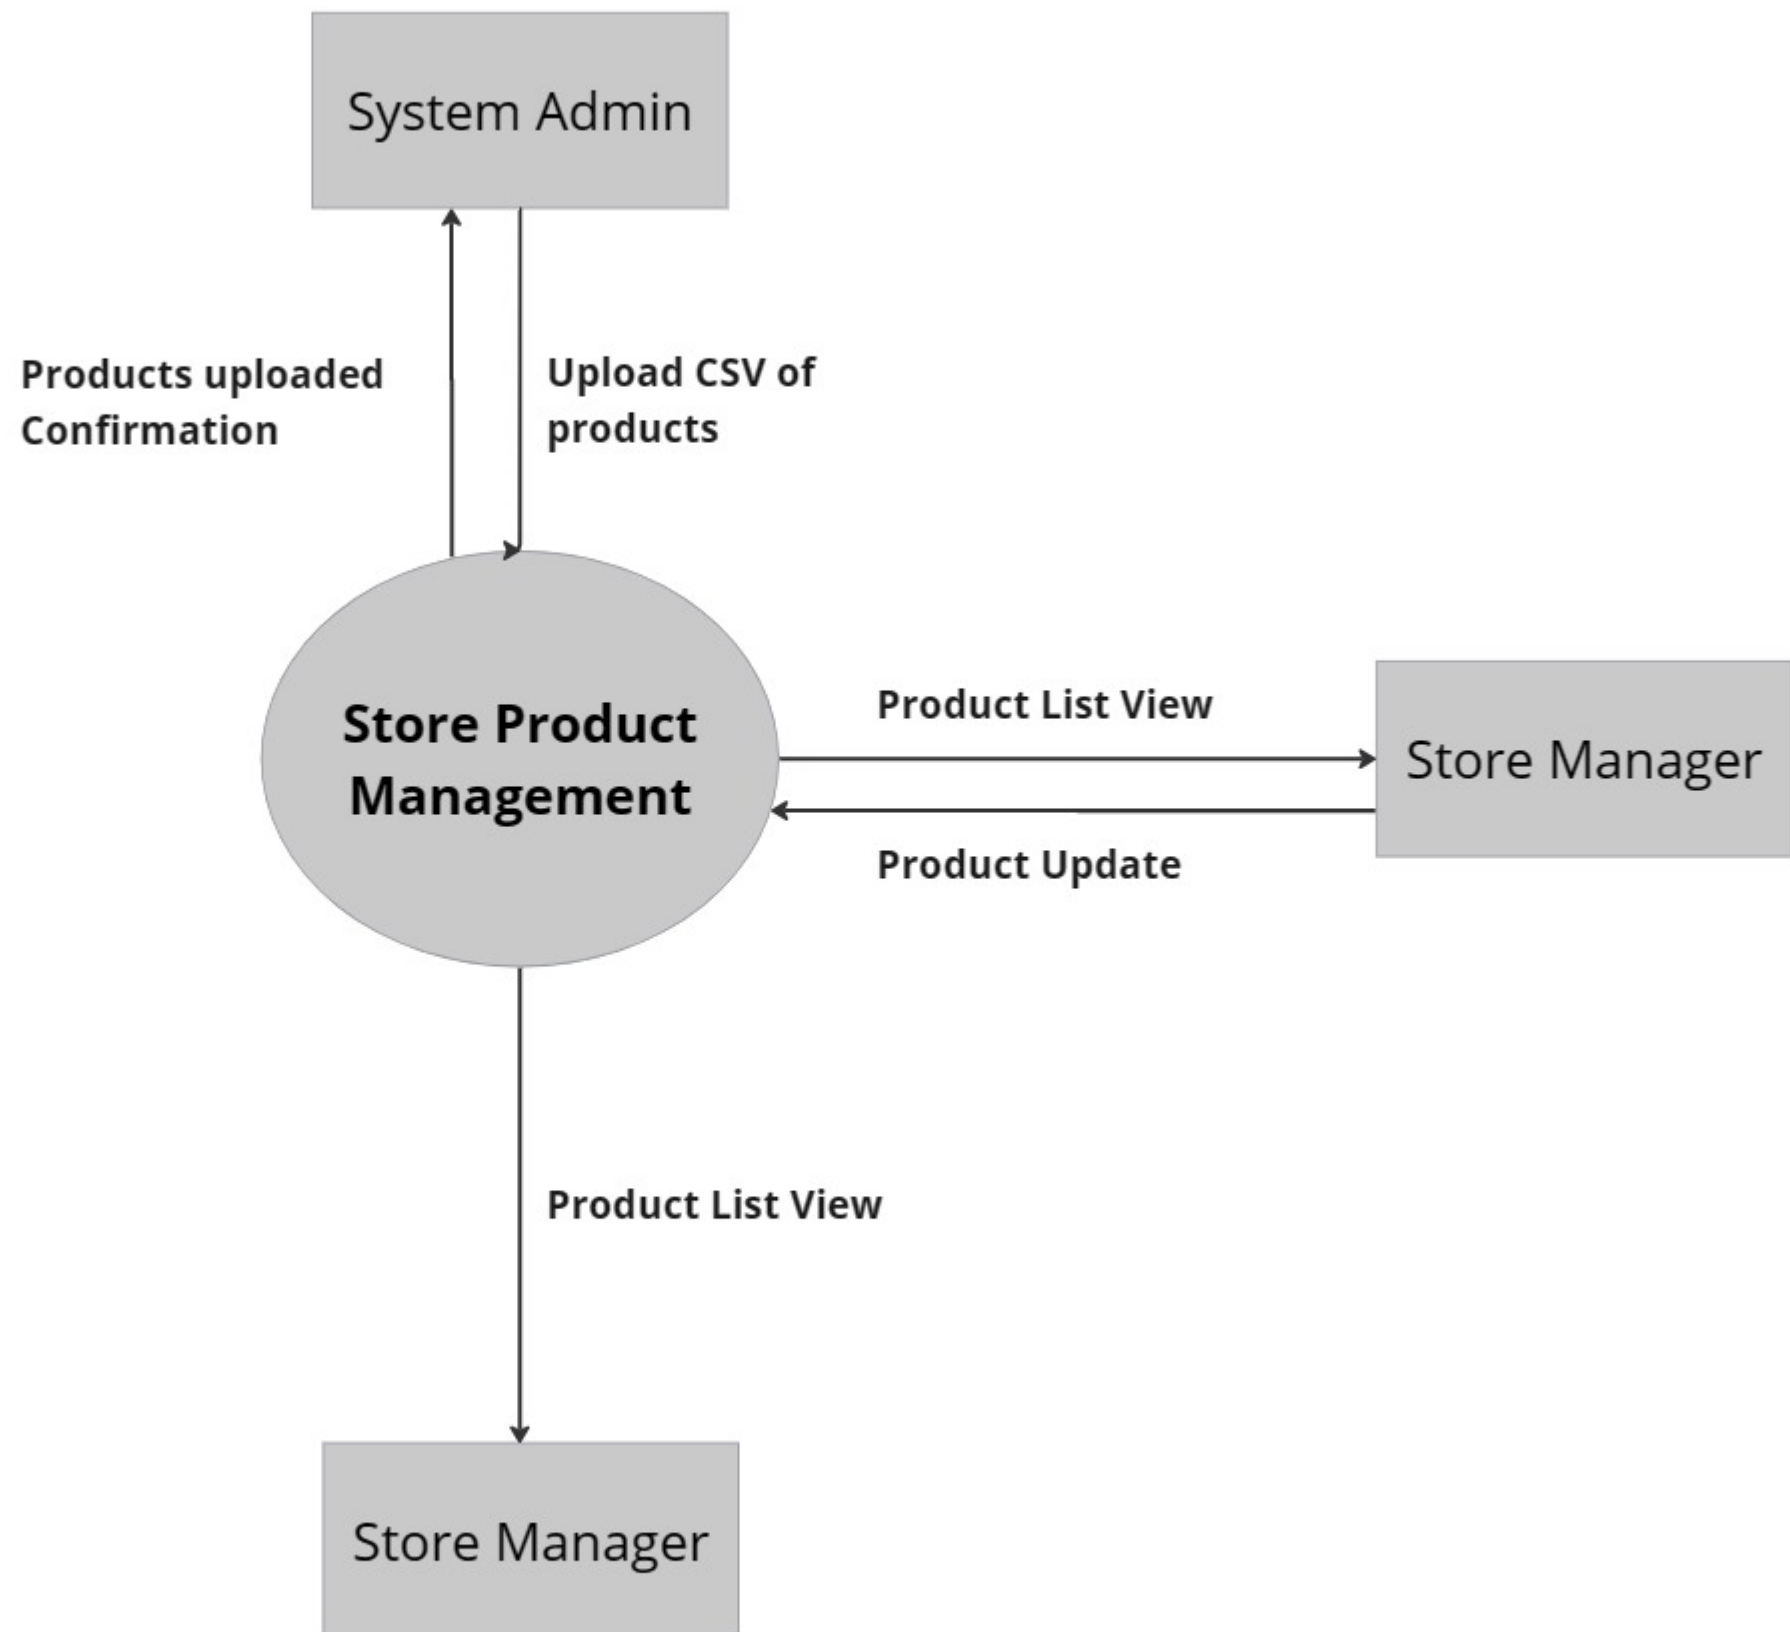 System Admin
Products uploaded
Confirmation
Upload CSV of
products
Store Product
Management
Product List View
Store Manager
Product Update
Product List View
Store Manager